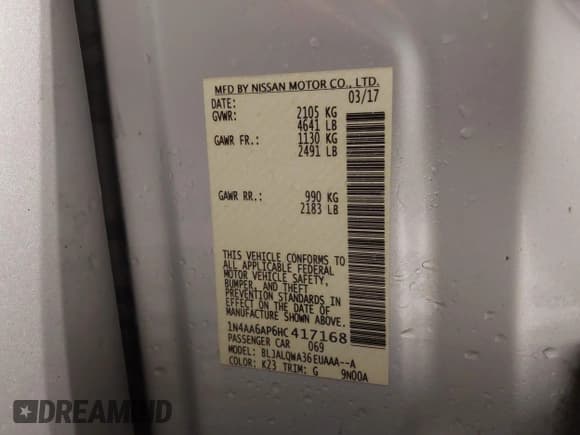 MFD BY NISSAN MOTOR CO., LTD.
DATE: 03/17
GVWR: 2105 KG
4641 LB
GAWR FR.: 1130 KG
2491 LB
GAWR RR.: 990 KG
2183 LB
THIS VEHICLE CONFORMS TO
ALL APPLICABLE FEDERAL
MOTOR VEHICLE SAFETY,
BUMPER, AND THEFT
PREVENTION STANDARDS IN
EFFECT ON THE DATE OF
MANUFACTURE SHOWN ABOVE.
1N4AA6AP6HC417168
PASSENGER CAR 069
MODEL: BLJALQWA36EUAAA--A
COLOR: K23 TRIM: G 9N00A
DREAMBID